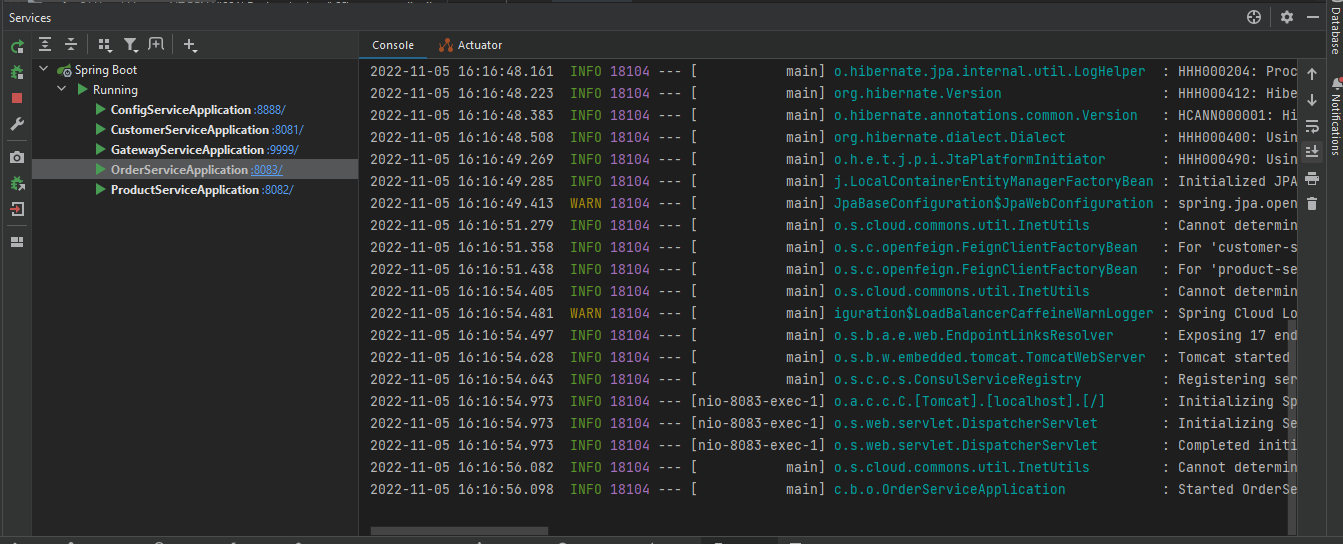 Services
Console Actuator
Spring Boot
Running
ConfigServiceApplication :8888/
CustomerServiceApplication :8081/
GatewayServiceApplication :9999/
OrderServiceApplication :8083/
ProductServiceApplication :8082/
2022-11-05 16:16:48.161 INFO 18104 --- [ main] o.hibernate.jpa.internal.util.LogHelper : HHH000204: Proc
2022-11-05 16:16:48.223 INFO 18104 --- [ main] org.hibernate.Version : HHH000412: Hibe
2022-11-05 16:16:48.383 INFO 18104 --- [ main] o.hibernate.annotations.common.Version : HCANN000001: Hi
2022-11-05 16:16:48.508 INFO 18104 --- [ main] org.hibernate.dialect.Dialect : HHH000400: Usin
2022-11-05 16:16:49.269 INFO 18104 --- [ main] o.h.e.t.j.p.i.JtaPlatformInitiator : HHH000490: Usin
2022-11-05 16:16:49.285 INFO 18104 --- [ main] j.LocalContainerEntityManagerFactoryBean : Initialized JPA
2022-11-05 16:16:49.413 WARN 18104 --- [ main] JpaBaseConfiguration$JpaWebConfiguration : spring.jpa.open
2022-11-05 16:16:51.279 INFO 18104 --- [ main] o.s.cloud.commons.util.InetUtils : Cannot determin
2022-11-05 16:16:51.358 INFO 18104 --- [ main] o.s.c.openfeign.FeignClientFactoryBean : For 'customer-s
2022-11-05 16:16:51.438 INFO 18104 --- [ main] o.s.c.openfeign.FeignClientFactoryBean : For 'product-se
2022-11-05 16:16:54.405 INFO 18104 --- [ main] o.s.cloud.commons.util.InetUtils : Cannot determin
2022-11-05 16:16:54.481 WARN 18104 --- [ main] iguration$LoadBalancerCaffeineWarnLogger : Spring Cloud Lo
2022-11-05 16:16:54.497 INFO 18104 --- [ main] o.s.b.a.e.web.EndpointLinksResolver : Exposing 17 end
2022-11-05 16:16:54.628 INFO 18104 --- [ main] o.s.b.w.embedded.tomcat.TomcatWebServer : Tomcat started
2022-11-05 16:16:54.643 INFO 18104 --- [ main] o.s.c.c.s.ConsulServiceRegistry : Registering ser
2022-11-05 16:16:54.973 INFO 18104 --- [nio-8083-exec-1] o.a.c.c.C.[Tomcat].[localhost].[/] : Initializing Sp
2022-11-05 16:16:54.973 INFO 18104 --- [nio-8083-exec-1] o.s.web.servlet.DispatcherServlet : Initializing Se
2022-11-05 16:16:54.973 INFO 18104 --- [nio-8083-exec-1] o.s.web.servlet.DispatcherServlet : Completed initi
2022-11-05 16:16:56.082 INFO 18104 --- [ main] o.s.cloud.commons.util.InetUtils : Cannot determin
2022-11-05 16:16:56.098 INFO 18104 --- [ main] c.b.o.OrderServiceApplication : Started OrderSe
Database
Notifications